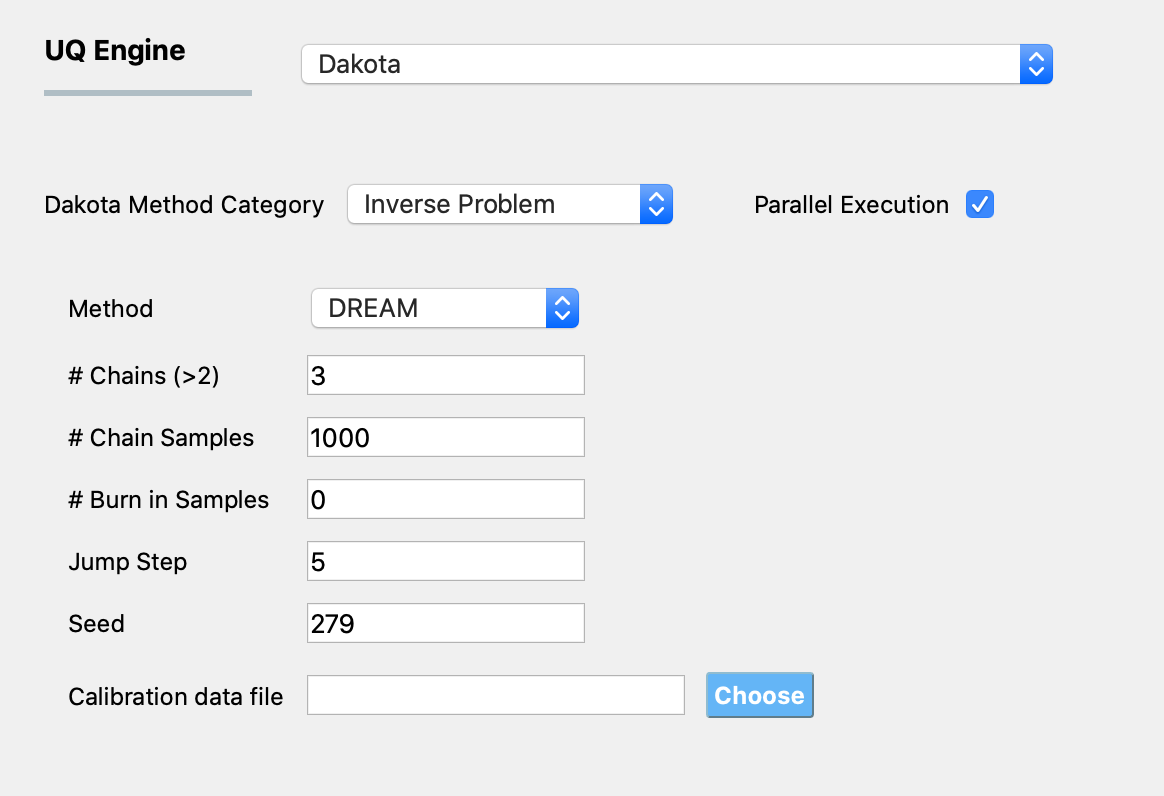 UQ Engine Dakota
Dakota Method Category Inverse Problem Parallel Execution
Method DREAM
# Chains (>2) 3
# Chain Samples 1000
# Burn in Samples 0
Jump Step 5
Seed 279
Calibration data file Choose